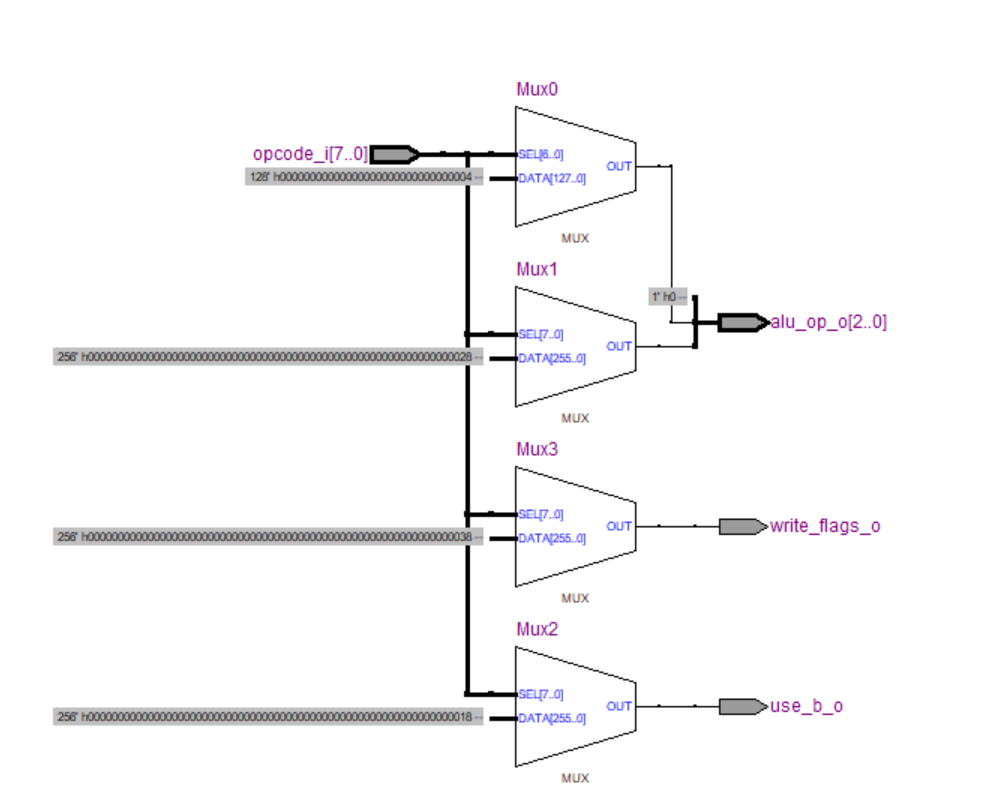 Mux0
opcode_i[7..0]
SEL[6..0]
OUT
128' h00000000000000000000000000000004 --
DATA[127..0]
MUX
Mux1
1' h0 --
alu_op_o[2..0]
SEL[7..0]
OUT
256' h0000000000000000000000000000000000000000000000000000000000000028 --
DATA[255..0]
MUX
Mux3
SEL[7..0]
OUT
write_flags_o
256' h0000000000000000000000000000000000000000000000000000000000000038 --
DATA[255..0]
MUX
Mux2
SEL[7..0]
OUT
use_b_o
256' h0000000000000000000000000000000000000000000000000000000000000018 --
DATA[255..0]
MUX